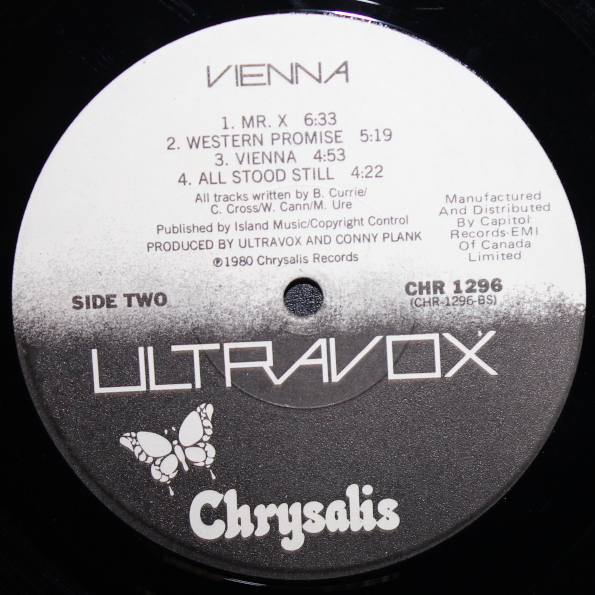 VIENNA
1. MR. X 6:33
2. WESTERN PROMISE 5:19
3. VIENNA 4:53
4. ALL STOOD STILL 4:22
All tracks written by B. Currie/
C. Cross/W. Cann/M. Ure
Published by Island Music/Copyright Control
PRODUCED BY ULTRAVOX AND CONNY PLANK
℗1980 Chrysalis Records
Manufactured
And Distributed
By Capitol
Records-EMI
Of Canada
Limited
SIDE TWO
CHR 1296
(CHR-1296-BS)
ULTRAVOX
Chrysalis